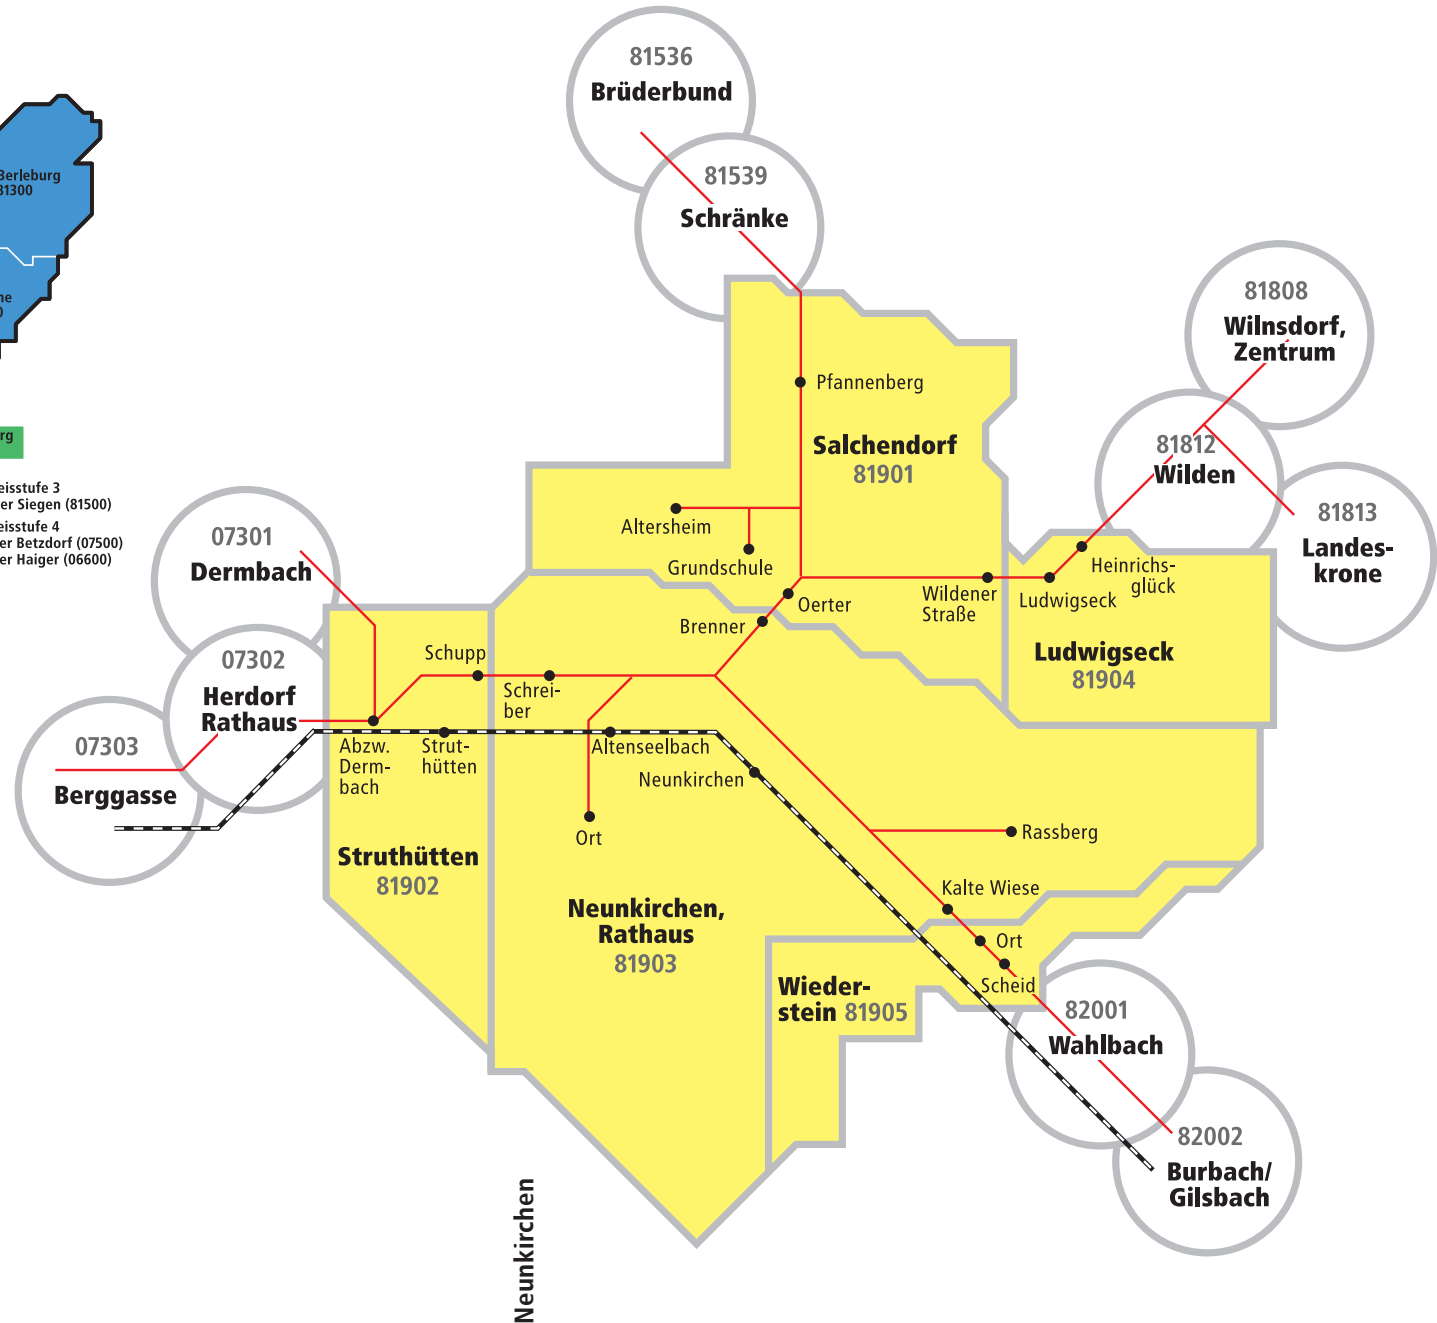 81536
Brüderbund
81539
Schränke
Berleburg
81300
81808
Wilnsdorf,
Zentrum
Pfannenberg
Salchendorf
81901
81812
Wilden
81813
Landes-
krone
eisstufe 3
er Siegen (81500)
eisstufe 4
er Betzdorf (07500)
er Haiger (06600)
07301
Dermbach
Altersheim
Grundschule
Heinrichs-
glück
Wildener
Straße
Ludwigseck
Oerter
Brenner
Ludwigseck
81904
07302
Herdorf
Rathaus
Schupp
Schrei-
ber
07303
Berggasse
Abzw.
Derm-
bach
Strut-
hütten
Altenseelbach
Neunkirchen
Ort
Rassberg
Struthütten
81902
Neunkirchen,
Rathaus
81903
Kalte Wiese
Ort
Scheid
Wieder-
stein 81905
82001
Wahlbach
82002
Burbach/
Gilsbach
Neunkirchen